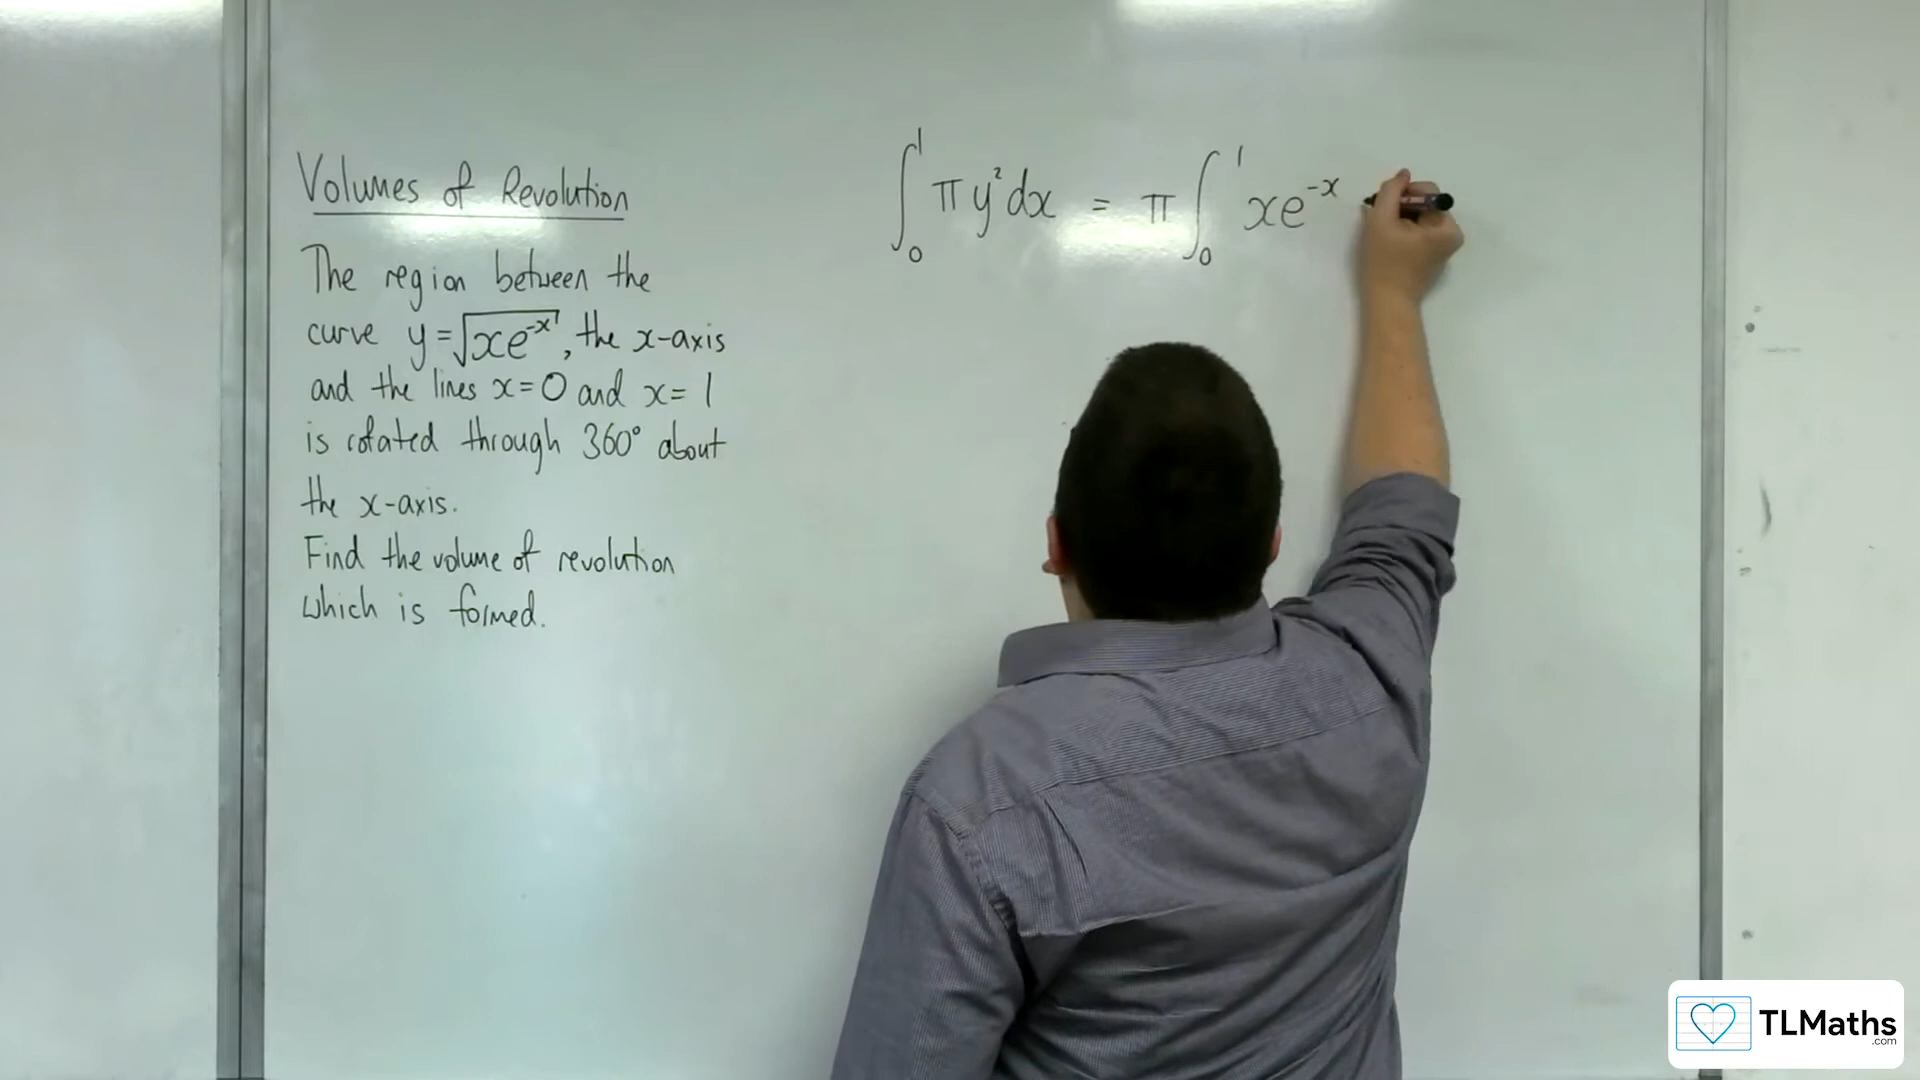 Volumes of Revolution
The region between the
curve y=√xe⁻ˣ, the x-axis
and the lines x=0 and x=1
is rotated through 360° about
the x-axis.
Find the volume of revolution
which is formed.
∫₀¹ πy²dx = π∫₀¹ xe⁻ˣ
TLMaths
.com